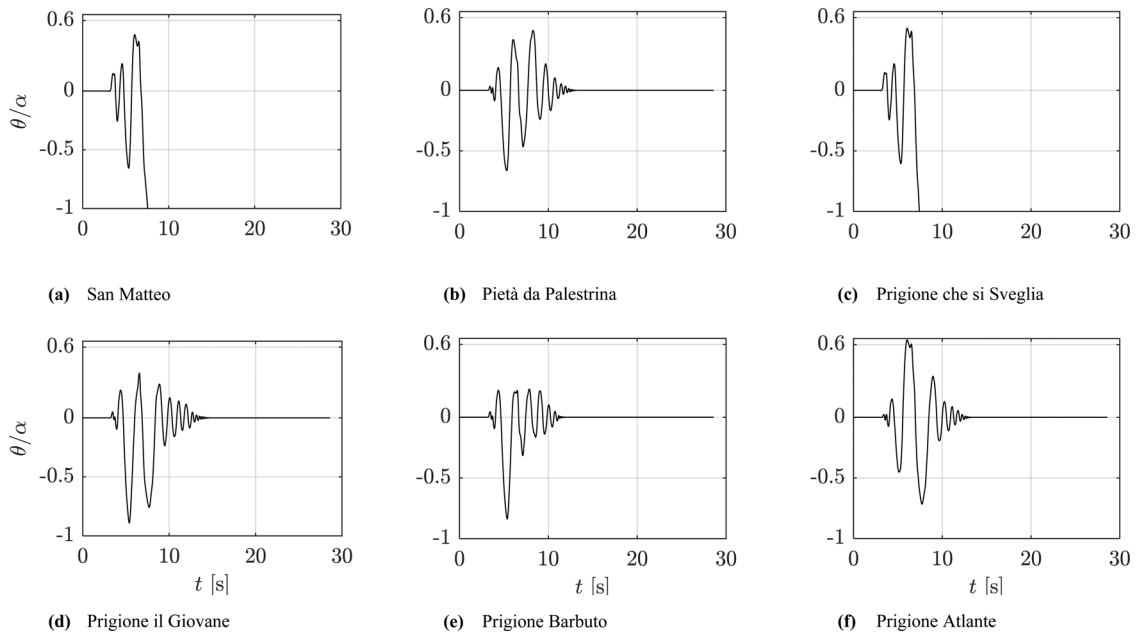 0.6
0
-0.5
-1
θ/α
0 10 20 30
(a) San Matteo
0.6
0
-0.5
-1
0 10 20 30
(b) Pietà da Palestrina
0.6
0
-0.5
-1
0 10 20 30
(c) Prigione che si Sveglia
0.6
0
-0.5
-1
θ/α
0 10 20 30
t [s]
(d) Prigione il Giovane
0.6
0
-0.5
-1
0 10 20 30
t [s]
(e) Prigione Barbuto
0.6
0
-0.5
-1
0 10 20 30
t [s]
(f) Prigione Atlante